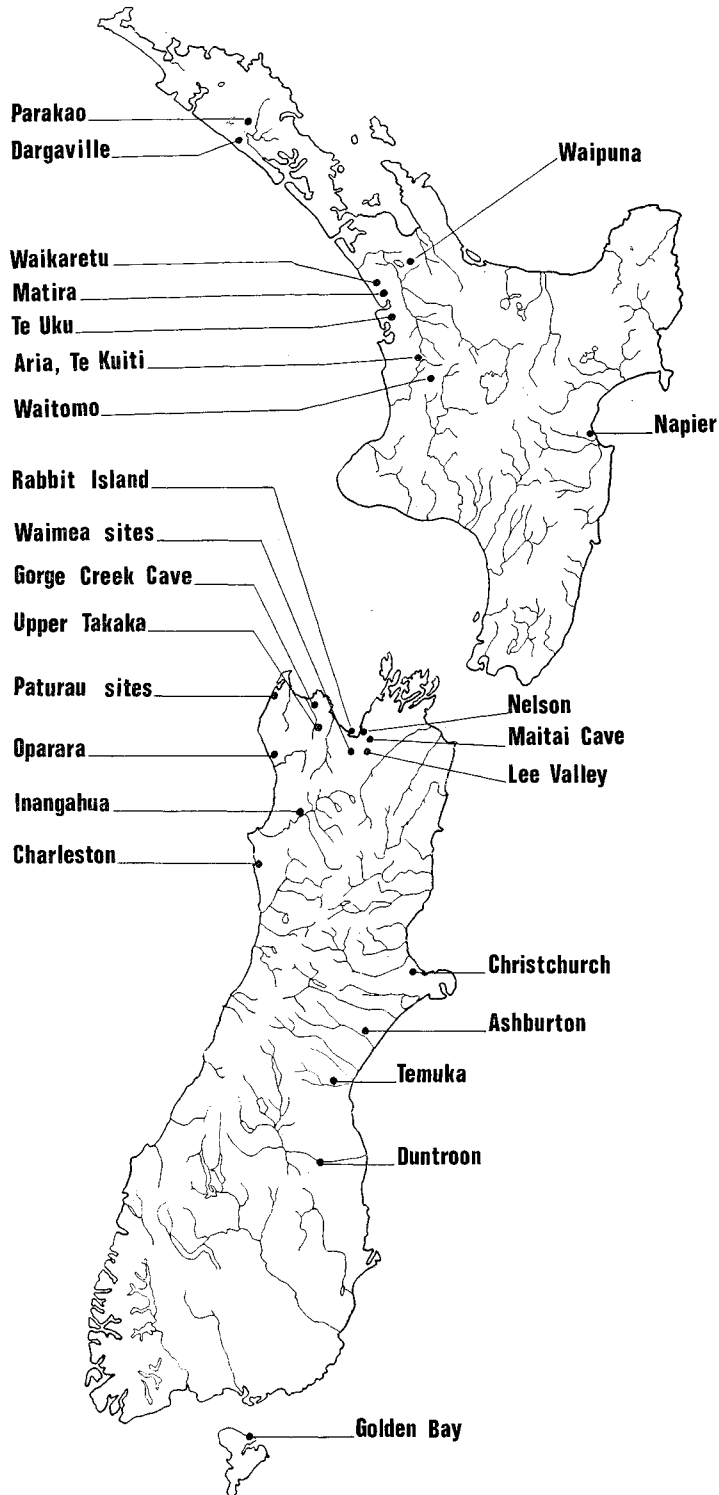 Parakao
Dargaville
Waipuna
Waikaretu
Matira
Te Uku
Aria, Te Kuiti
Waitomo
Napier
Rabbit Island
Waimea sites
Gorge Creek Cave
Upper Takaka
Paturau sites
Oparara
Inangahua
Charleston
Nelson
Maitai Cave
Lee Valley
Christchurch
Ashburton
Temuka
Duntroon
Golden Bay